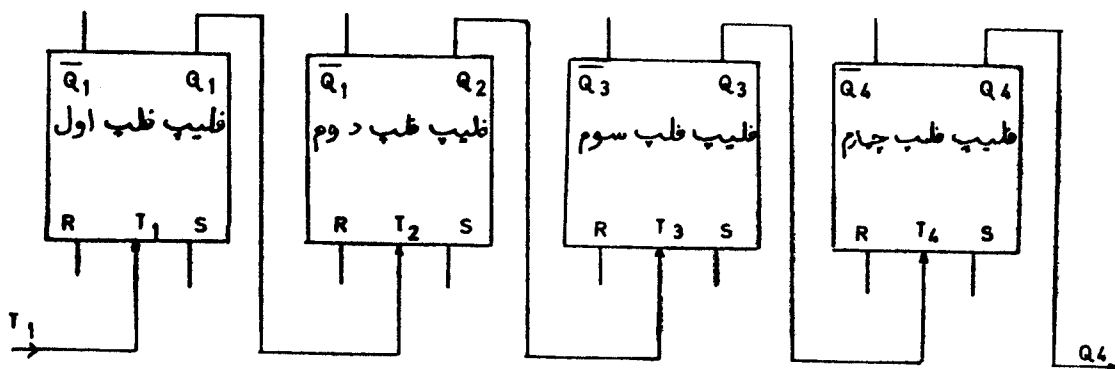 Q̅1 Q1
فلیپ فلپ اول
R T1 S
Q̅1 Q2
فلیپ فلپ دوم
R T2 S
Q̅3 Q3
فلیپ فلپ سوم
R T3 S
Q̅4 Q4
فلیپ فلپ چهارم
R T4 S
T1
Q4